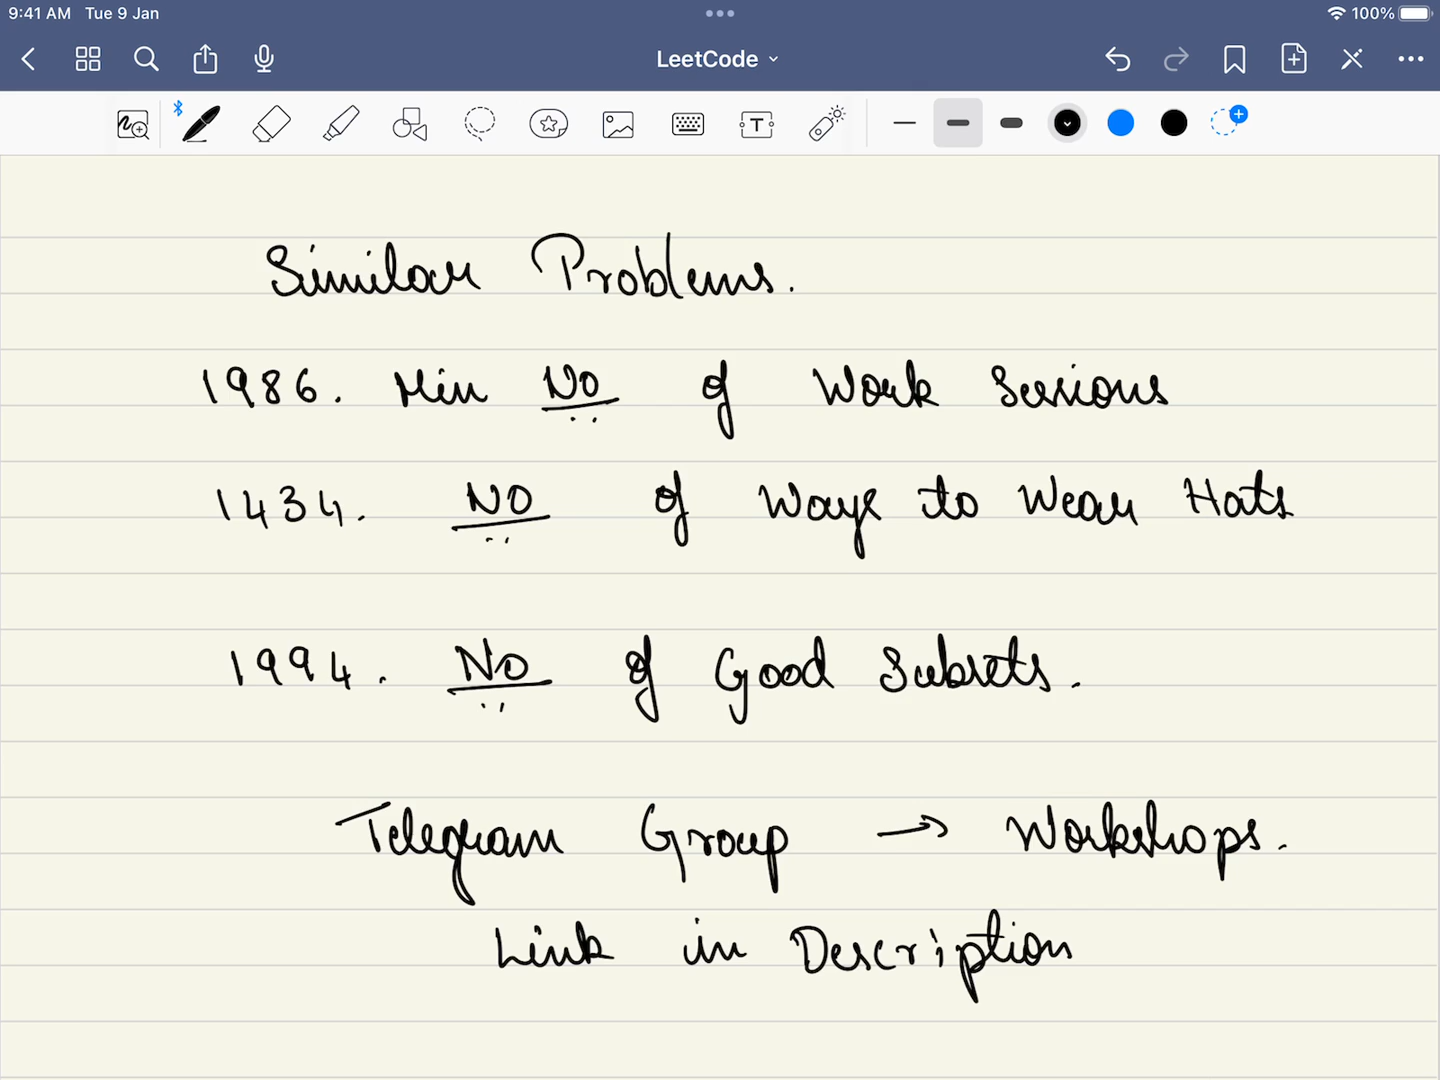 9:41 AM Tue 9 Jan
100%
LeetCode
T
Similar Problems.
1986. Min No of Work Sessions
1434. NO of Ways to Wear Hats
1994. No of Good Subsets.
Telegram Group → Workshops.
Link in Description